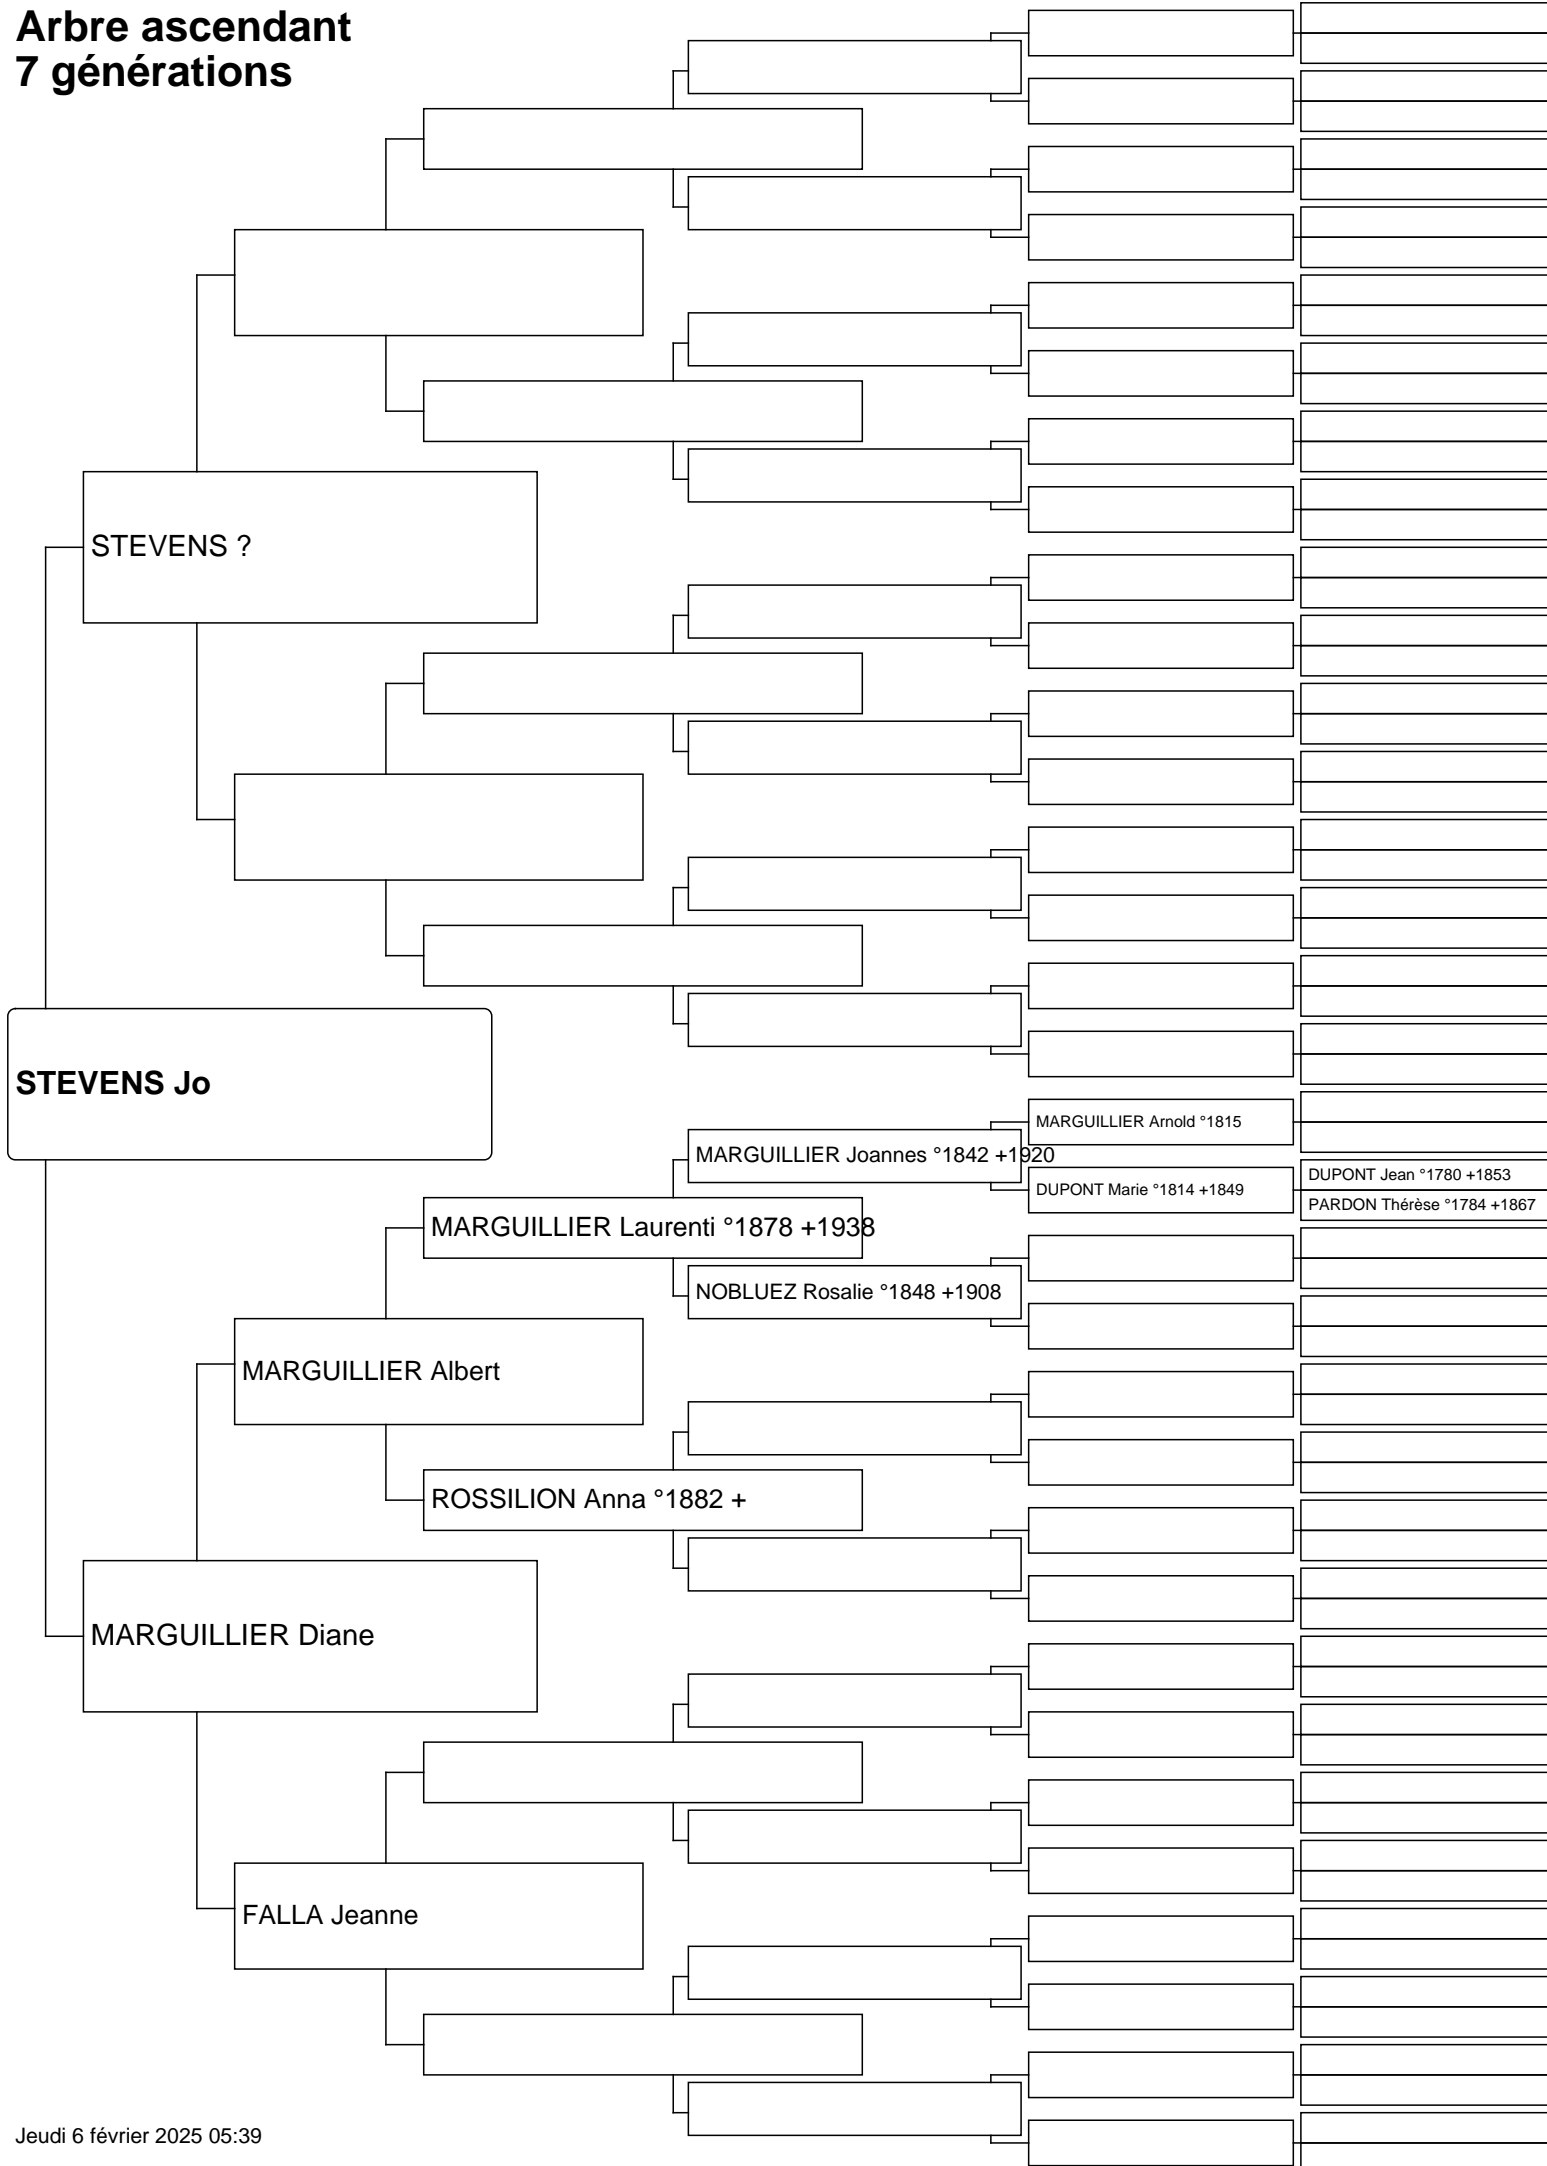 Arbre ascendant
7 générations
STEVENS ?
STEVENS Jo
MARGUILLIER Arnold °1815
MARGUILLIER Joannes °1842 +1920
DUPONT Jean °1780 +1853
DUPONT Marie °1814 +1849
PARDON Thérèse °1784 +1867
MARGUILLIER Laurenti °1878 +1938
NOBLUEZ Rosalie °1848 +1908
MARGUILLIER Albert
ROSSILION Anna °1882 +
MARGUILLIER Diane
FALLA Jeanne
Jeudi 6 février 2025 05:39